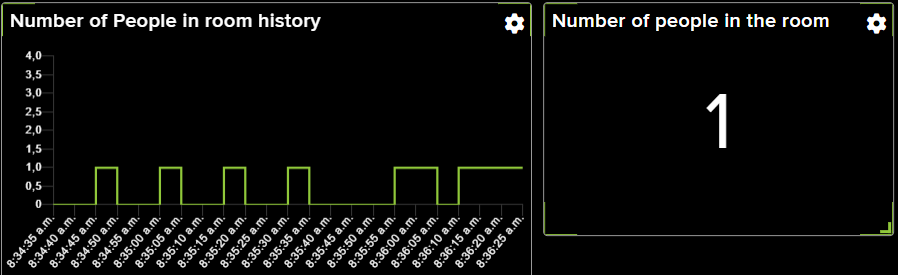 Number of People in room history
4,0
3,0
2,5
2,0
1,5
1,0
0,5
0
8:34:35 a.m.
8:34:40 a.m.
8:34:45 a.m.
8:34:50 a.m.
8:34:55 a.m.
8:35:00 a.m.
8:35:05 a.m.
8:35:10 a.m.
8:35:15 a.m.
8:35:20 a.m.
8:35:25 a.m.
8:35:30 a.m.
8:35:35 a.m.
8:35:40 a.m.
8:35:45 a.m.
8:35:50 a.m.
8:35:55 a.m.
8:36:00 a.m.
8:36:05 a.m.
8:36:10 a.m.
8:36:15 a.m.
8:36:20 a.m.
8:36:25 a.m.
Number of people in the room
1